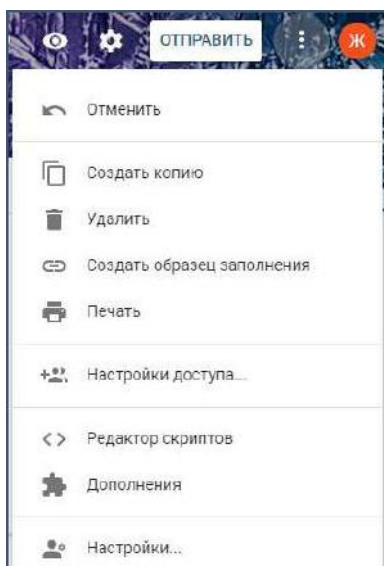 ОТПРАВИТЬ
Ж
Отменить
Создать копию
Удалить
Создать образец заполнения
Печать
Настройки доступа...
Редактор скриптов
Дополнения
Настройки...